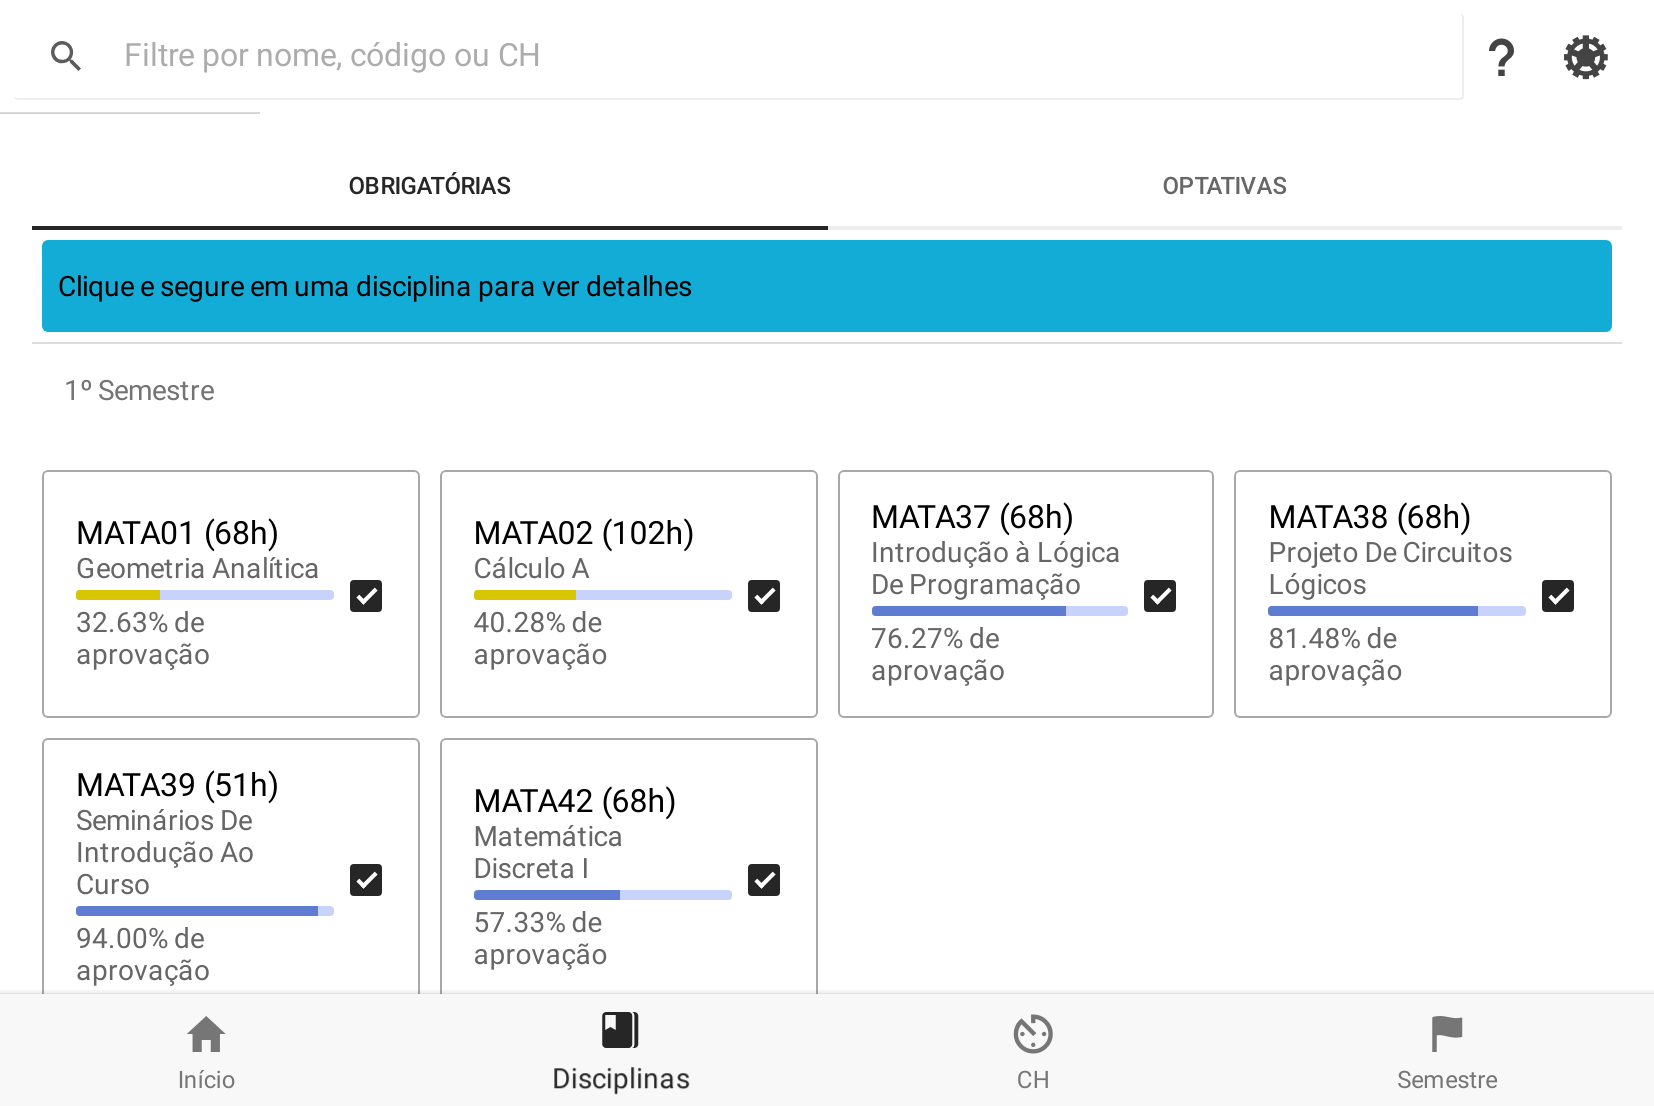 Filtre por nome, código ou CH
?
OBRIGATÓRIAS
OPTATIVAS
Clique e segure em uma disciplina para ver detalhes
1º Semestre
MATA01 (68h)
Geometria Analítica
32.63% de
aprovação
MATA02 (102h)
Cálculo A
40.28% de
aprovação
MATA37 (68h)
Introdução à Lógica
De Programação
76.27% de
aprovação
MATA38 (68h)
Projeto De Circuitos
Lógicos
81.48% de
aprovação
MATA39 (51h)
Seminários De
Introdução Ao
Curso
94.00% de
aprovação
MATA42 (68h)
Matemática
Discreta I
57.33% de
aprovação
Início
Disciplinas
CH
Semestre